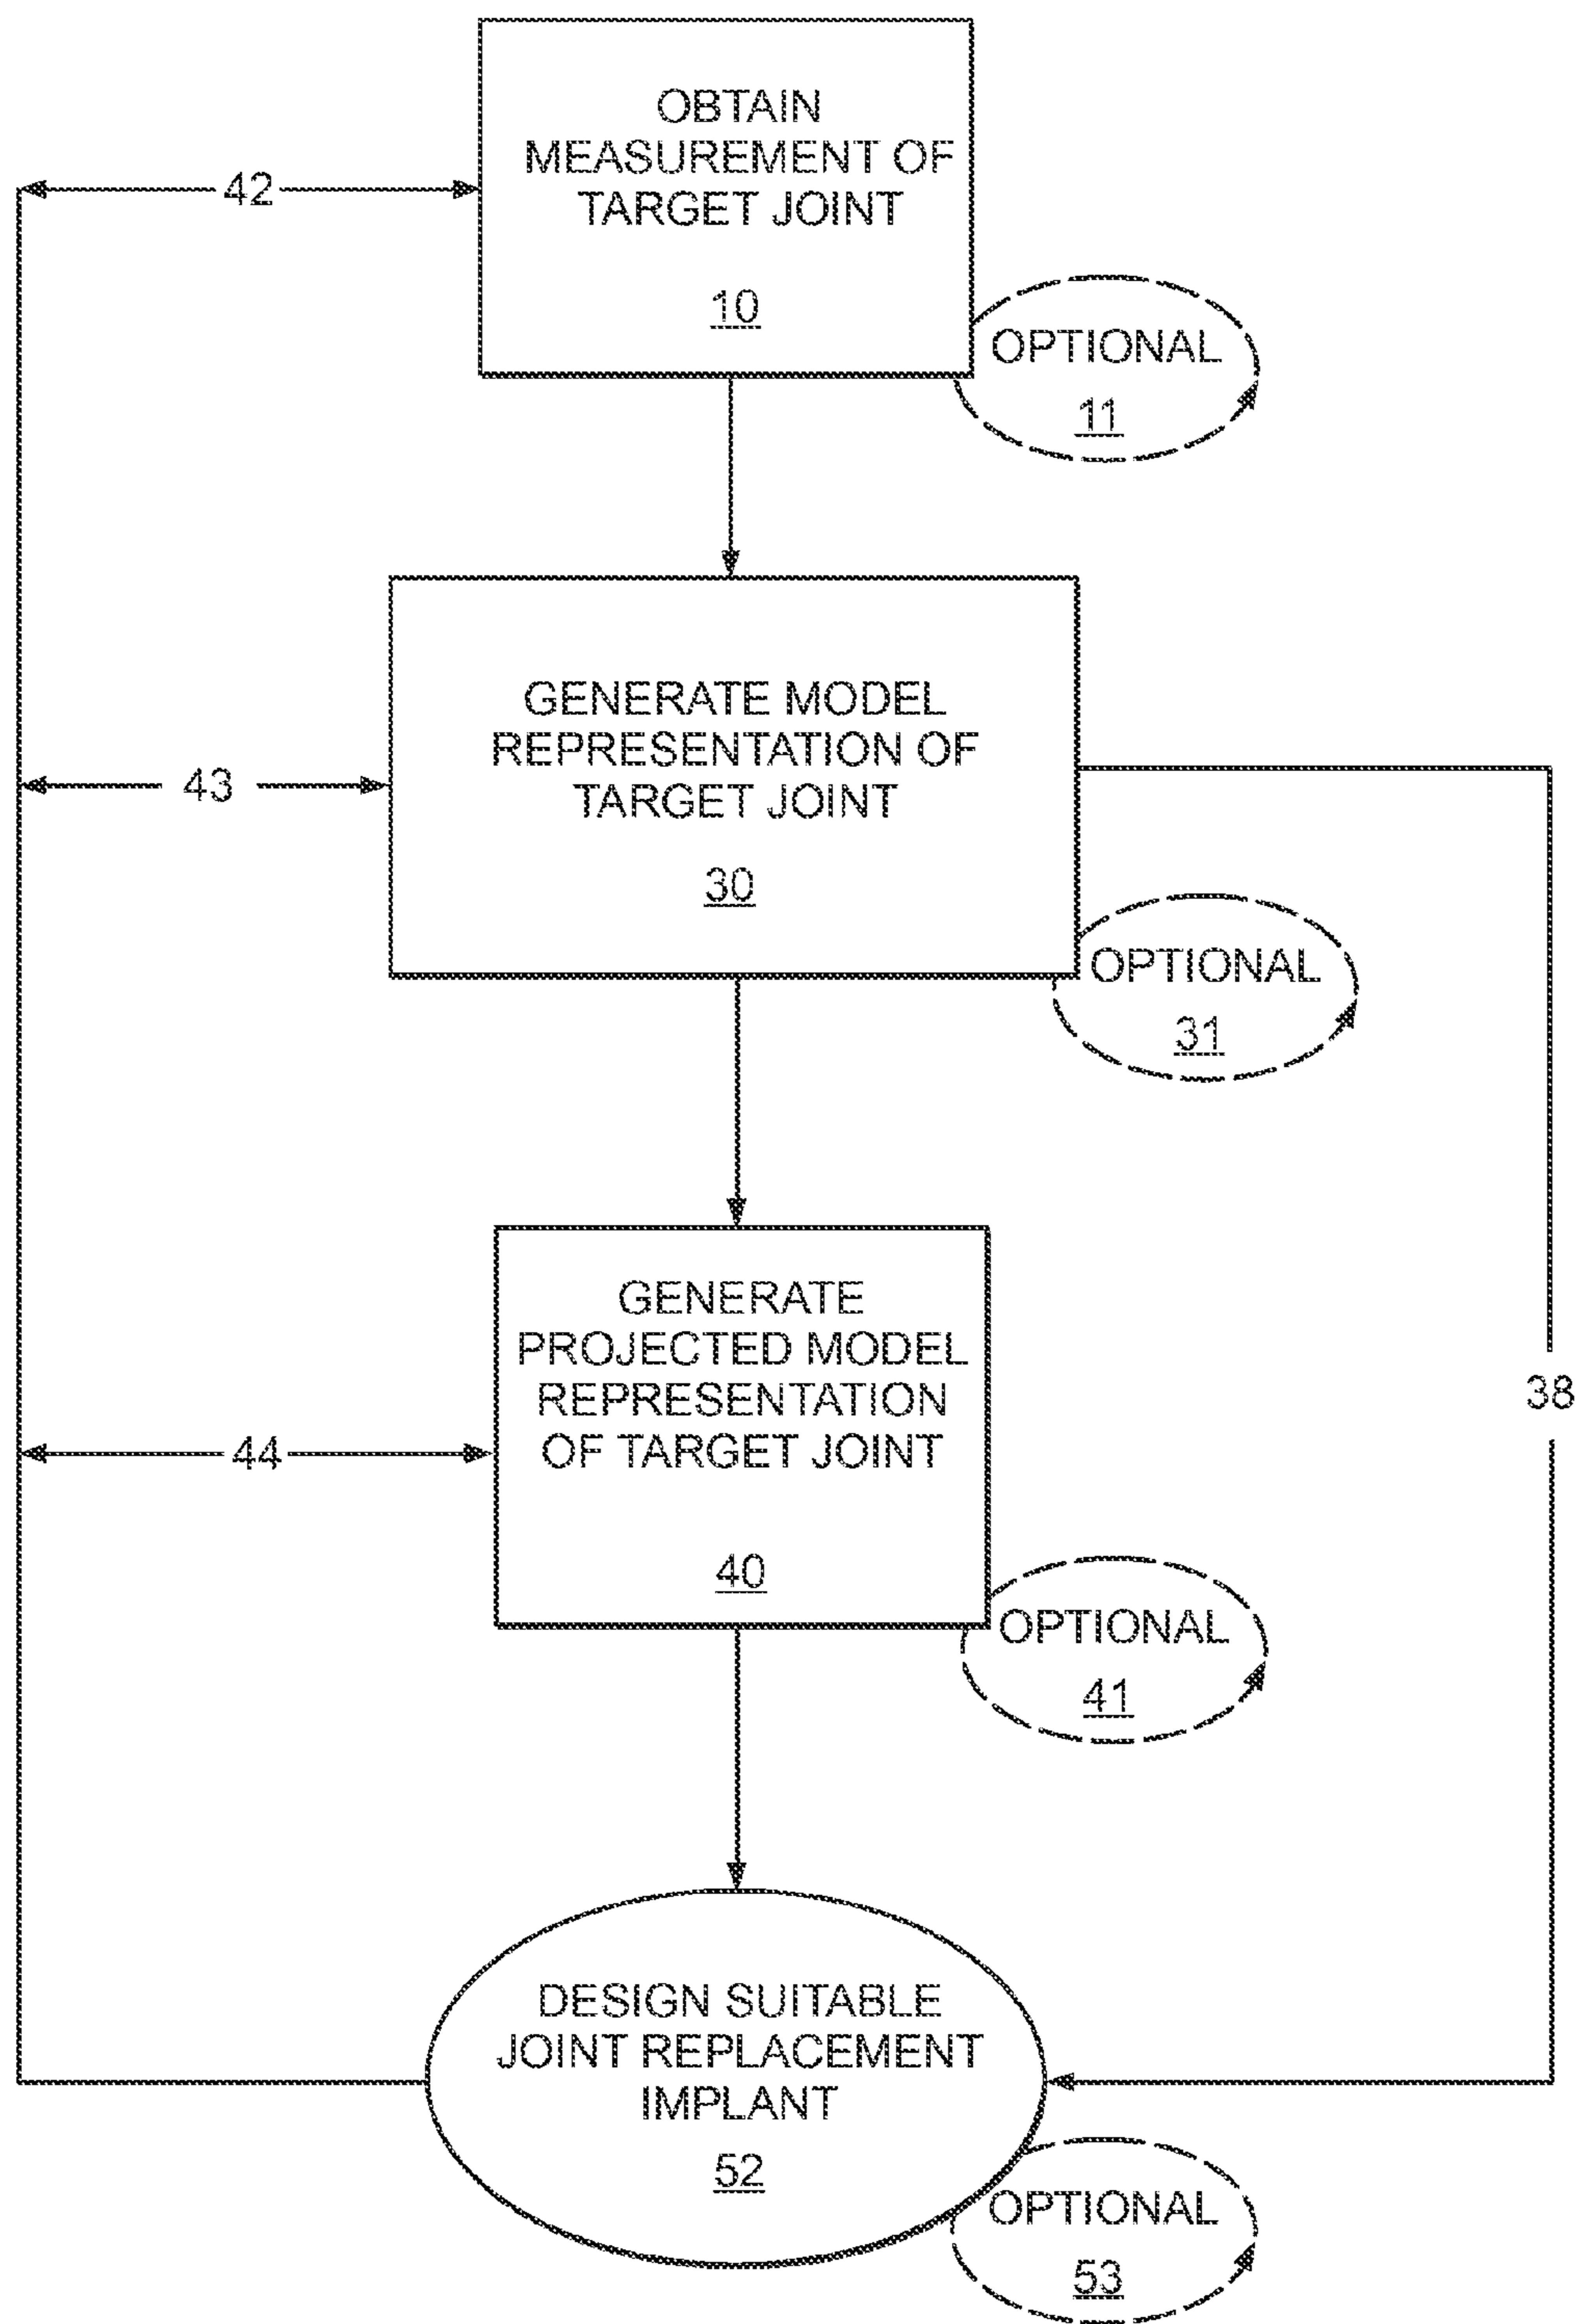 OBTAIN
MEASUREMENT OF
TARGET JOINT
10
42
OPTIONAL
11
GENERATE MODEL
REPRESENTATION OF
TARGET JOINT
30
43
OPTIONAL
31
GENERATE
PROJECTED MODEL
REPRESENTATION
OF TARGET JOINT
40
38
44
OPTIONAL
41
DESIGN SUITABLE
JOINT REPLACEMENT
IMPLANT
52
OPTIONAL
53